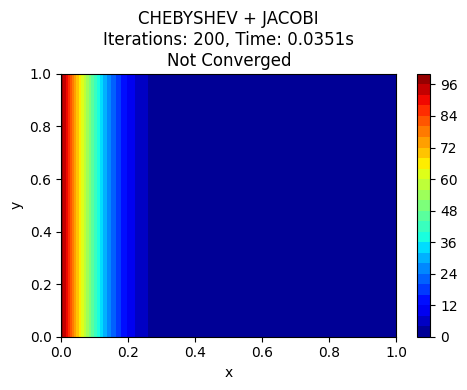 CHEBYSHEV + JACOBI
Iterations: 200, Time: 0.0351s
Not Converged
1.0
0.8
0.6
0.4
0.2
0.0
y
0.0 0.2 0.4 0.6 0.8 1.0
x
96
84
72
60
48
36
24
12
0